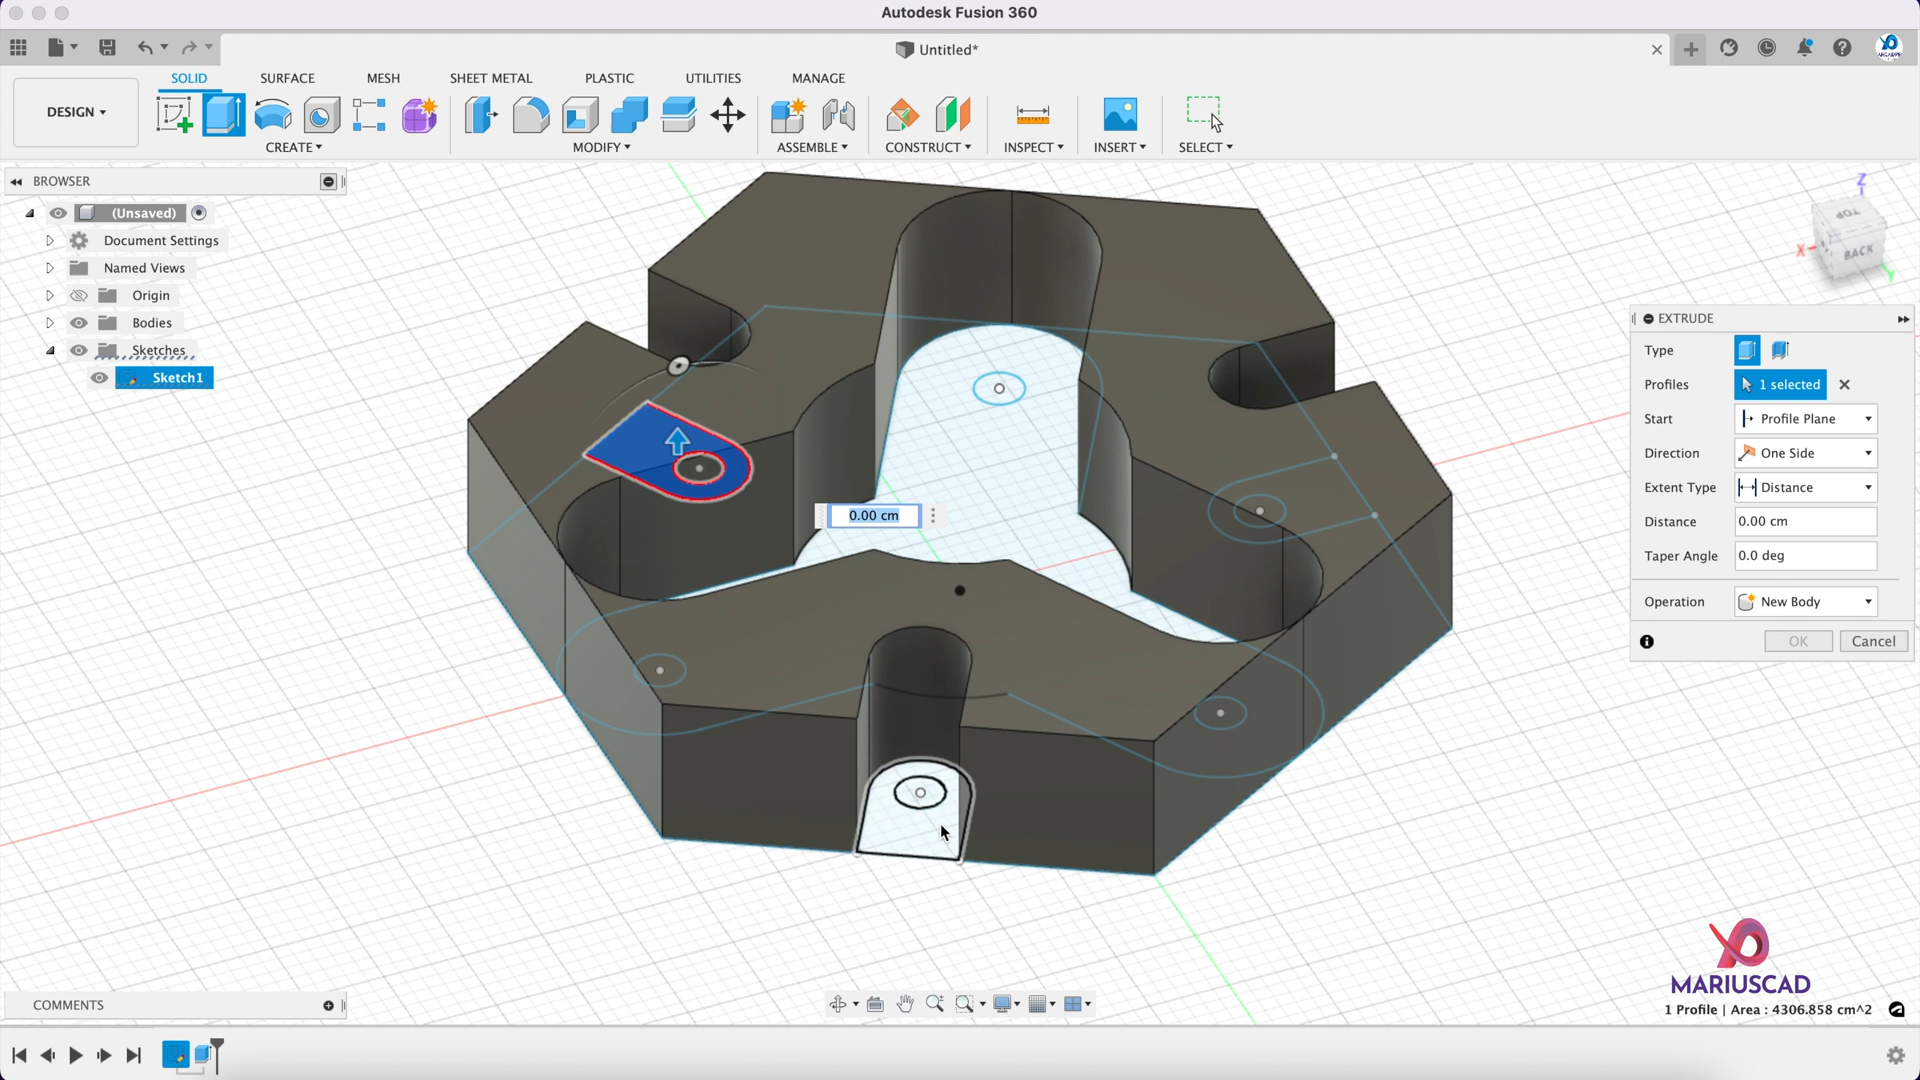 Autodesk Fusion 360
Untitled*
DESIGN
SOLID
SURFACE
MESH
SHEET METAL
PLASTIC
UTILITIES
MANAGE
CREATE
MODIFY
ASSEMBLE
CONSTRUCT
INSPECT
INSERT
SELECT
BROWSER
(Unsaved)
Document Settings
Named Views
Origin
Bodies
Sketches
Sketch1
0.00 cm
Z
TOP
BACK
X
Y
EXTRUDE
Type
Profiles 1 selected
Start Profile Plane
Direction One Side
Extent Type Distance
Distance 0.00 cm
Taper Angle 0.0 deg
Operation New Body
OK Cancel
MARIUSCAD
1 Profile | Area : 4306.858 cm^2
COMMENTS